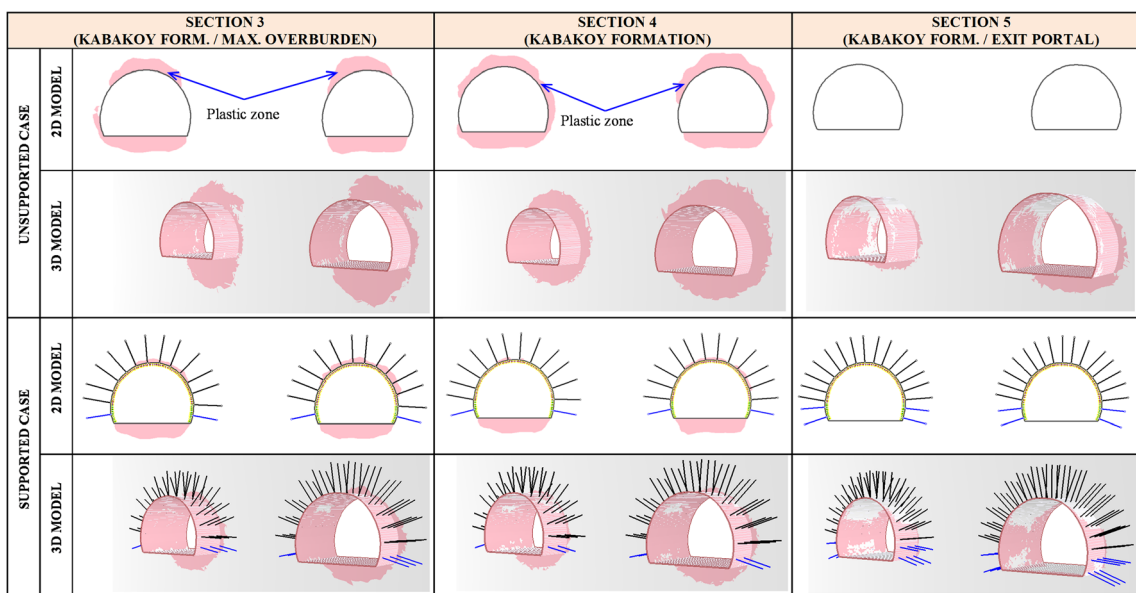 SECTION 3
(KABAKOY FORM. / MAX. OVERBURDEN)
SECTION 4
(KABAKOY FORMATION)
SECTION 5
(KABAKOY FORM. / EXIT PORTAL)
UNSUPPORTED CASE
2D MODEL
Plastic zone
Plastic zone
3D MODEL
SUPPORTED CASE
2D MODEL
3D MODEL